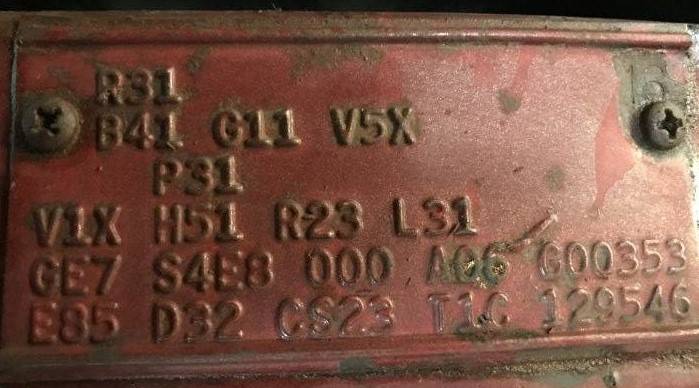 R31
B41 G11 V5X
P31
V1X H51 R23 L31
GE7 S4E8 000 A06 G00353
E85 D32 CS23 T1C 129546